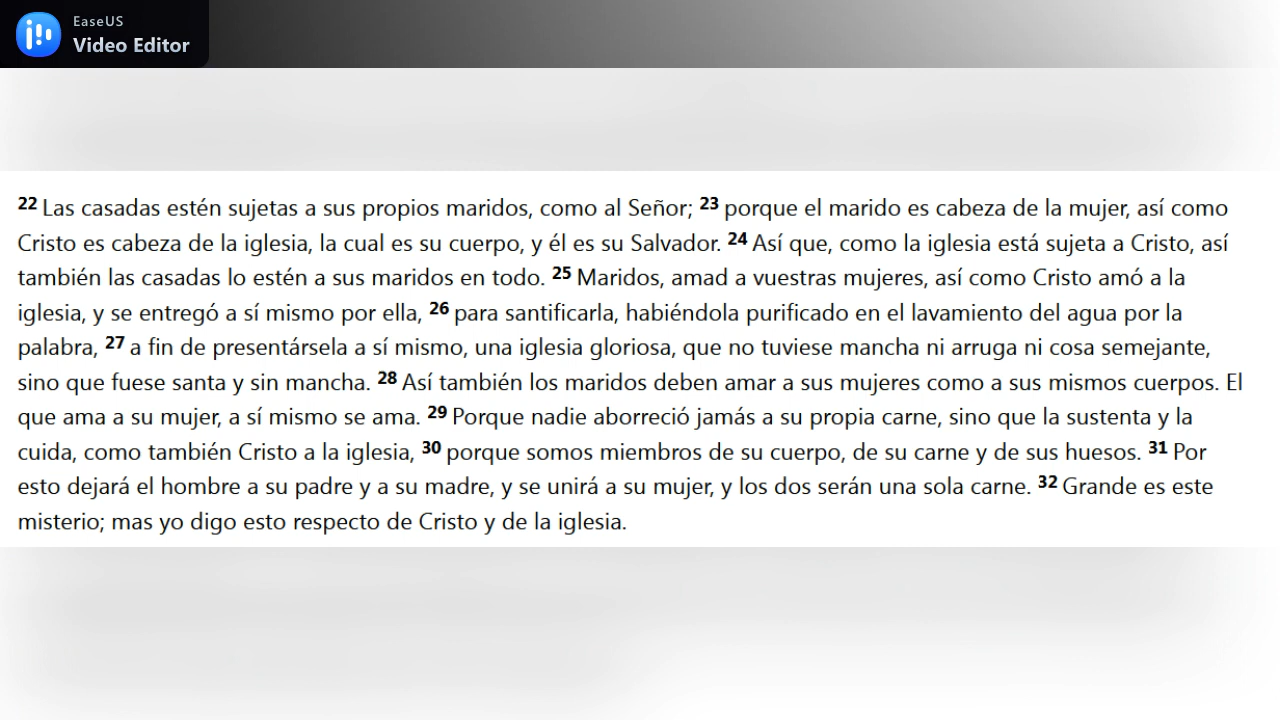 EaseUS
Video Editor
22 Las casadas estén sujetas a sus propios maridos, como al Señor; 23 porque el marido es cabeza de la mujer, así como
Cristo es cabeza de la iglesia, la cual es su cuerpo, y él es su Salvador. 24 Así que, como la iglesia está sujeta a Cristo, así
también las casadas lo estén a sus maridos en todo. 25 Maridos, amad a vuestras mujeres, así como Cristo amó a la
iglesia, y se entregó a sí mismo por ella, 26 para santificarla, habiéndola purificado en el lavamiento del agua por la
palabra, 27 a fin de presentársela a sí mismo, una iglesia gloriosa, que no tuviese mancha ni arruga ni cosa semejante,
sino que fuese santa y sin mancha. 28 Así también los maridos deben amar a sus mujeres como a sus mismos cuerpos. El
que ama a su mujer, a sí mismo se ama. 29 Porque nadie aborreció jamás a su propia carne, sino que la sustenta y la
cuida, como también Cristo a la iglesia, 30 porque somos miembros de su cuerpo, de su carne y de sus huesos. 31 Por
esto dejará el hombre a su padre y a su madre, y se unirá a su mujer, y los dos serán una sola carne. 32 Grande es este
misterio; mas yo digo esto respecto de Cristo y de la iglesia.